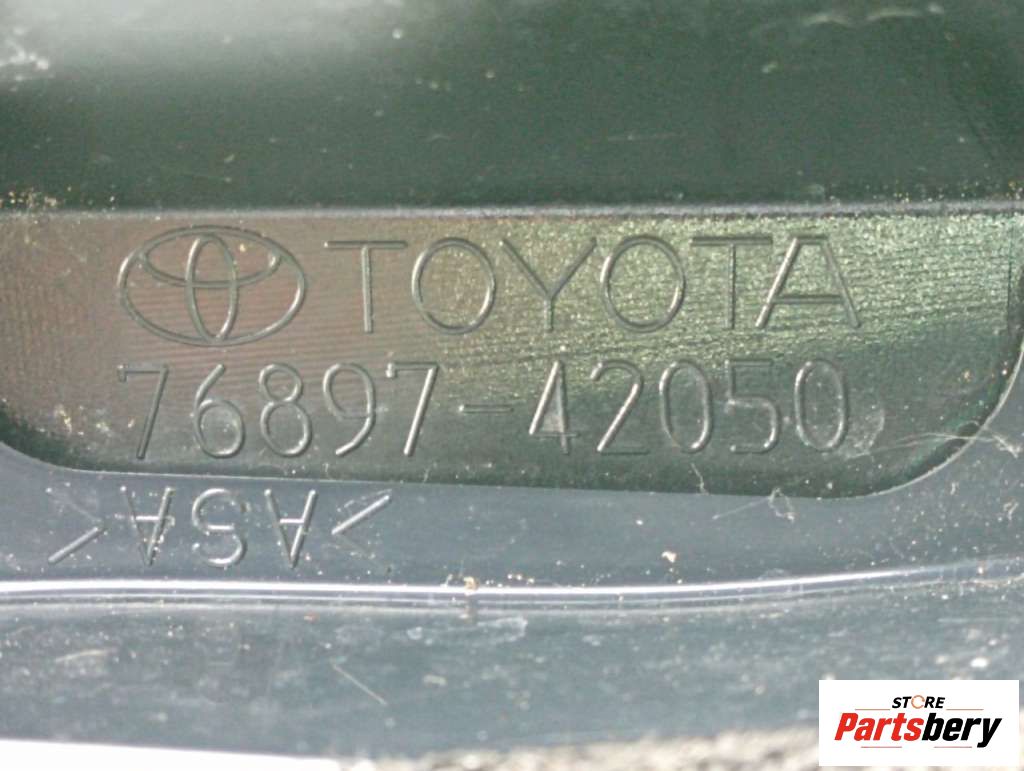 TOYOTA
76897-42050
>ASA<
STORE
Partsbery